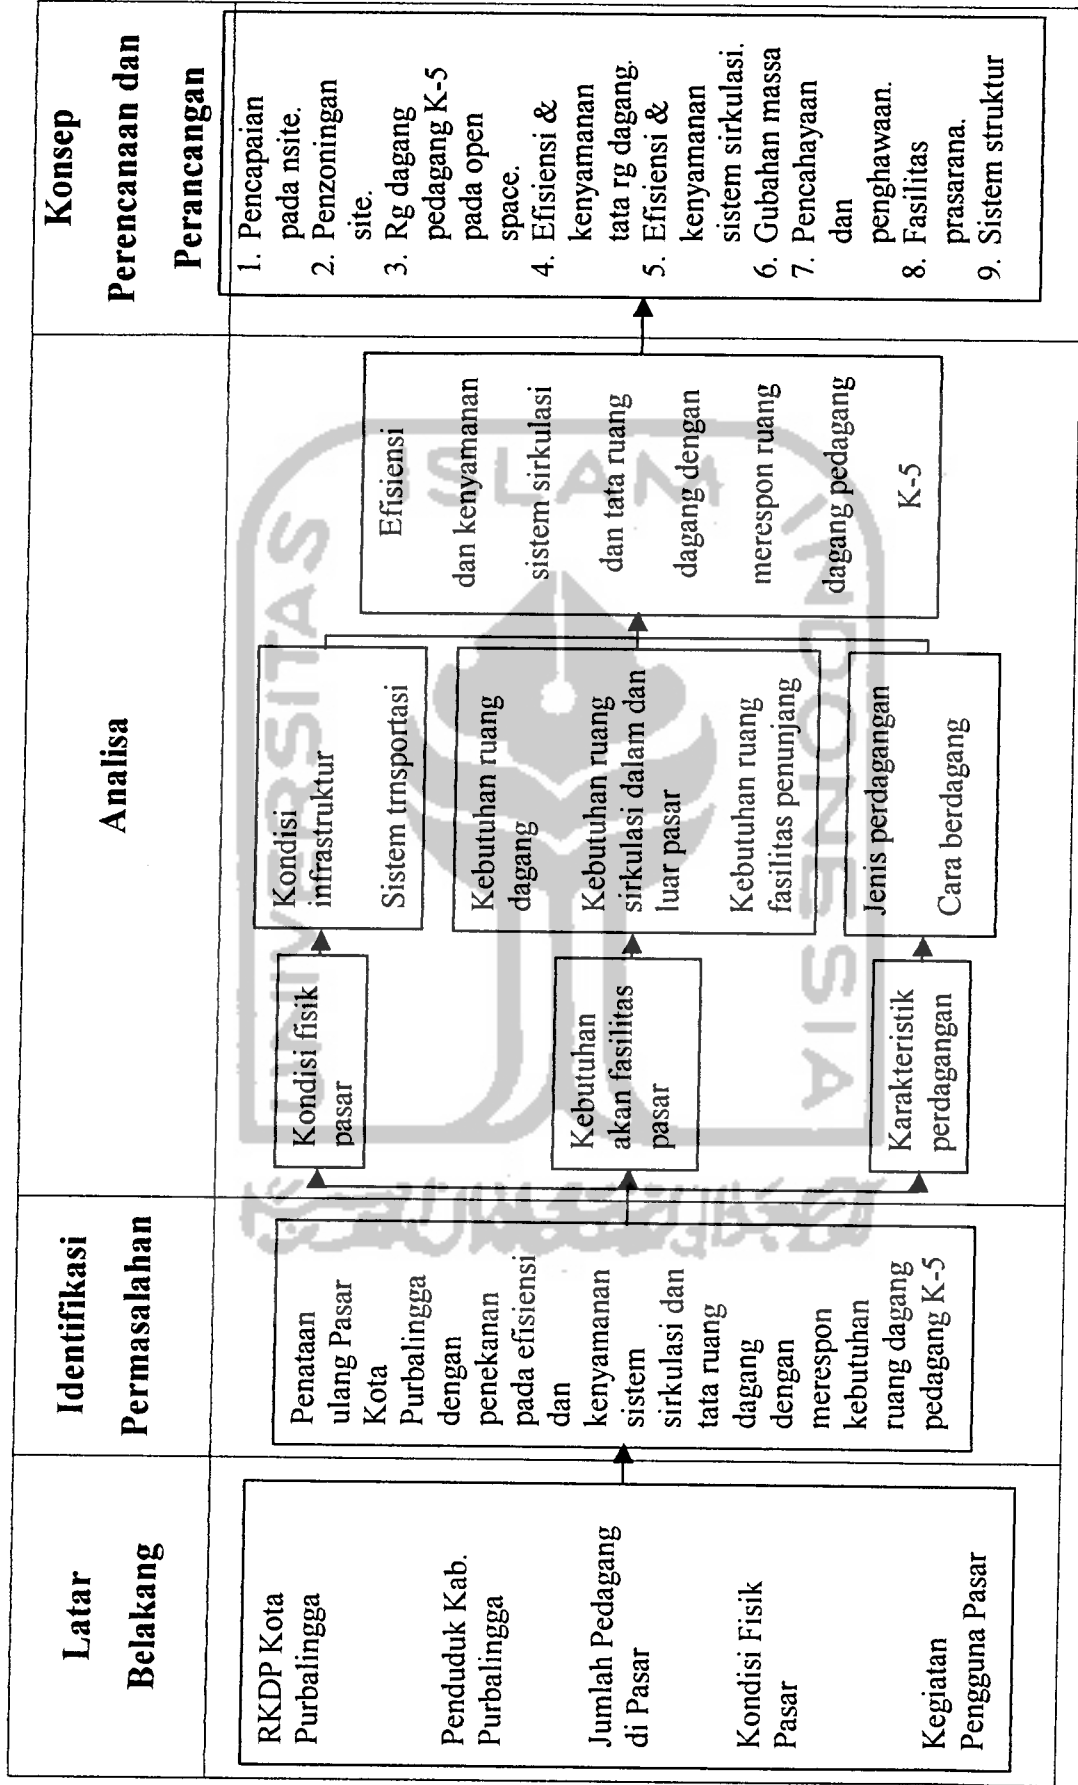 Latar
Belakang
Identifikasi
Permasalahan
Analisa
Konsep
Perencanaan dan
Perancangan
RKDP Kota
Purbalingga
Penduduk Kab.
Purbalingga
Jumlah Pedagang
di Pasar
Kondisi Fisik
Pasar
Kegiatan
Pengguna Pasar
Penataan
ulang Pasar
Kota
Purbalingga
dengan
penekanan
pada efisiensi
dan
kenyamanan
sistem
sirkulasi dan
tata ruang
dagang
dengan
merespon
kebutuhan
ruang dagang
pedagang K-5
Kondisi fisik
pasar
Kebutuhan
akan fasilitas
pasar
Karakteristik
perdagangan
Kondisi
infrastruktur
Sistem trnsportasi
Kebutuhan ruang
dagang
Kebutuhan ruang
sirkulasi dalam dan
luar pasar
Kebutuhan ruang
fasilitas penunjang
Jenis perdagangan
Cara berdagang
Efisiensi
dan kenyamanan
sistem sirkulasi
dan tata ruang
dagang dengan
merespon ruang
dagang pedagang
K-5
1. Pencapaian
pada nsite.
2. Penzoningan
site.
3. Rg dagang
pedagang K-5
pada open
space.
4. Efisiensi &
kenyamanan
tata rg dagang.
5. Efisiensi &
kenyamanan
sistem sirkulasi.
6. Gubahan massa
7. Pencahayaan
dan
penghawaan.
8. Fasilitas
prasarana.
9. Sistem struktur
UNIVERSITAS
ISLAM
INDONESIA